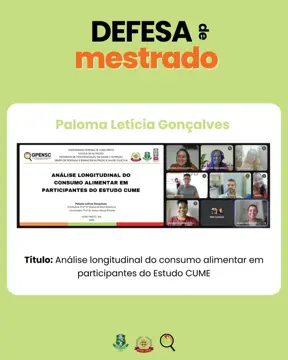 DEFESA de
mestrado
Paloma Letícia Gonçalves
GPENSC
ANÁLISE LONGITUDINAL DO
CONSUMO ALIMENTAR EM
PARTICIPANTES DO ESTUDO CUME
Título: Análise longitudinal do consumo alimentar em
participantes do Estudo CUME